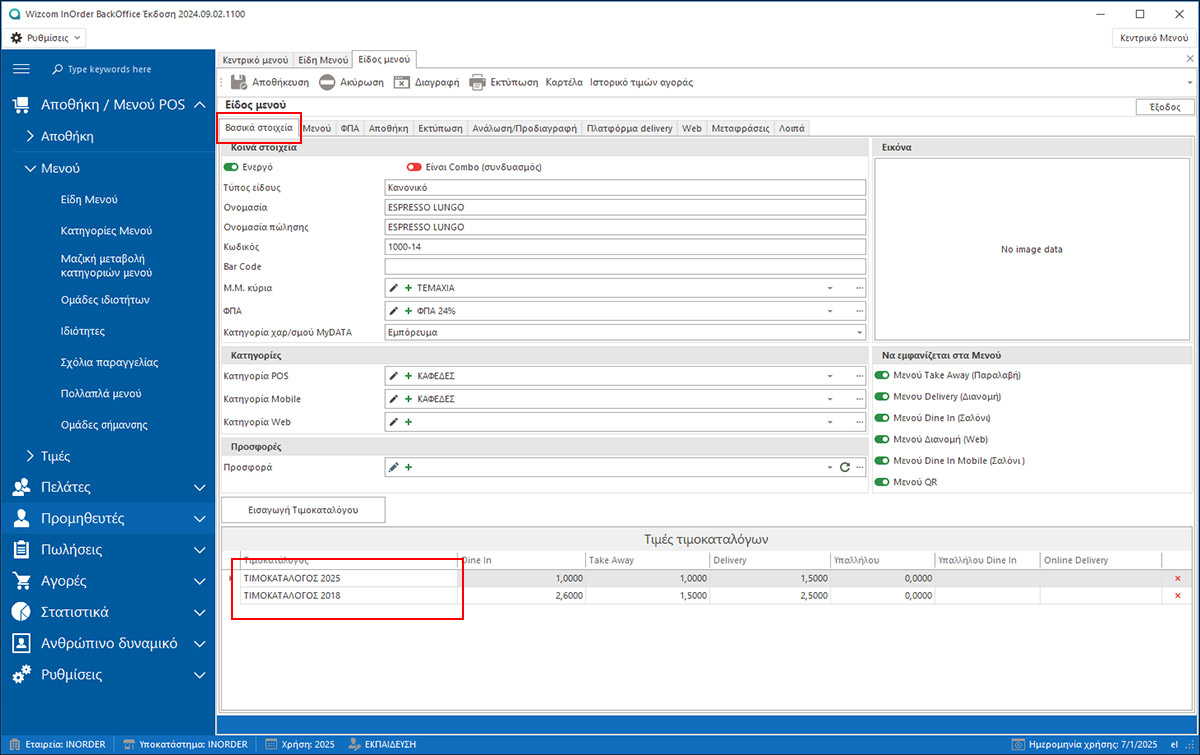 Wizcom InOrder BackOffice Έκδοση 2024.09.02.1100
Ρυθμίσεις
Κεντρικό Μενού
Type keywords here
Αποθήκη / Μενού POS
Αποθήκη
Μενού
Είδη Μενού
Κατηγορίες Μενού
Μαζική μεταβολή
κατηγοριών μενού
Ομάδες ιδιοτήτων
Ιδιότητες
Σχόλια παραγγελίας
Πολλαπλά μενού
Ομάδες σήμανσης
Τιμές
Πελάτες
Προμηθευτές
Πωλήσεις
Αγορές
Στατιστικά
Ανθρώπινο δυναμικό
Ρυθμίσεις
Κεντρικό μενού Είδη Μενού Είδος μενού
Αποθήκευση Ακύρωση Διαγραφή Εκτύπωση Καρτέλα Ιστορικό τιμών αγοράς
Είδος μενού
Έξοδος
Βασικά στοιχεία Μενού ΦΠΑ Αποθήκη Εκτύπωση Ανάλωση/Προδιαγραφή Πλατφόρμα delivery Web Μεταφράσεις Λοιπά
Κοινά στοιχεία
Ενεργό Είναι Combo (συνδυασμός)
Τύπος είδους Κανονικό
Ονομασία ESPRESSO LUNGO
Ονομασία πώλησης ESPRESSO LUNGO
Κωδικός 1000-14
Bar Code
Μ.Μ. κύρια ΤΕΜΑΧΙΑ
ΦΠΑ ΦΠΑ 24%
Κατηγορία χαρ/σμού MyDATA Εμπόρευμα
Εικόνα
No image data
Κατηγορίες
Κατηγορία POS ΚΑΦΕΔΕΣ
Κατηγορία Mobile ΚΑΦΕΔΕΣ
Κατηγορία Web
Προσφορές
Προσφορά
Να εμφανίζεται στα Μενού
Μενού Take Away (Παραλαβή)
Μενου Delivery (Διανομή)
Μενού Dine In (Σαλόνι)
Μενού Διανομή (Web)
Μενού Dine In Mobile (Σαλόνι )
Μενού QR
Εισαγωγή Τιμοκαταλόγου
Τιμές τιμοκαταλόγων
Τιμοκατάλογος Dine In Take Away Delivery Υπαλλήλου Υπαλλήλου Dine In Online Delivery
ΤΙΜΟΚΑΤΑΛΟΓΟΣ 2025 1,0000 1,0000 1,5000 0,0000
ΤΙΜΟΚΑΤΑΛΟΓΟΣ 2018 2,6000 1,5000 2,5000 0,0000
Εταιρεία: INORDER Υποκατάστημα: INORDER Χρήση: 2025 ΕΚΠΑΙΔΕΥΣΗ Ημερομηνία χρήσης: 7/1/2025 el